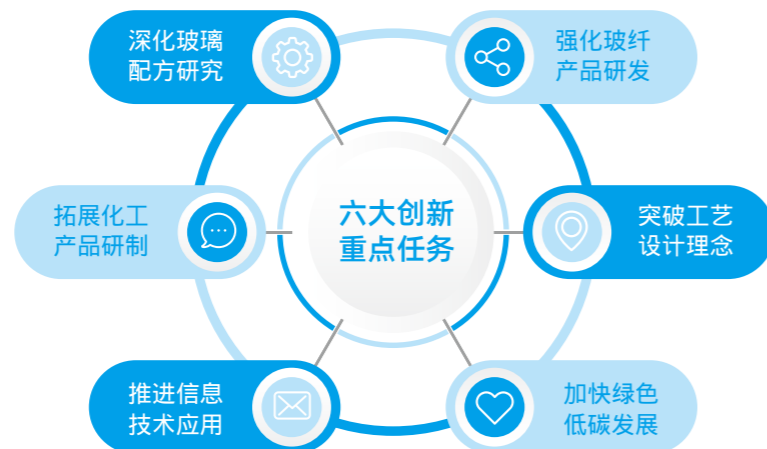 深化玻璃
配方研究
强化玻纤
产品研发
拓展化工
产品研制
六大创新
重点任务
突破工艺
设计理念
推进信息
技术应用
加快绿色
低碳发展